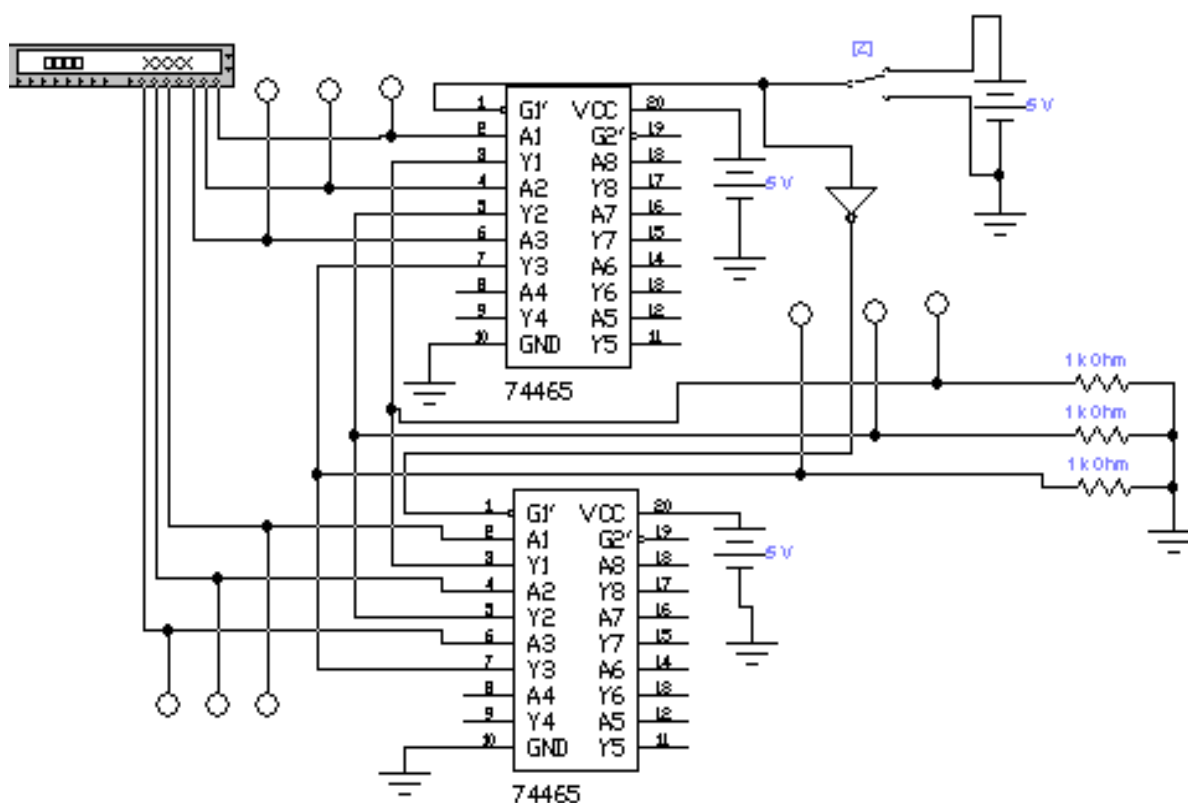 XXXX
[Z]
5 V
1 G1' VCC 20
2 A1 G2' 19
3 Y1 A8 18
4 A2 Y8 17
5 Y2 A7 16
6 A3 Y7 15
7 Y3 A6 14
8 A4 Y6 13
9 Y4 A5 12
10 GND Y5 11
5 V
74465
1 k Ohm
1 k Ohm
1 k Ohm
1 G1' VCC 20
2 A1 G2' 19
3 Y1 A8 18
4 A2 Y8 17
5 Y2 A7 16
6 A3 Y7 15
7 Y3 A6 14
8 A4 Y6 13
9 Y4 A5 12
10 GND Y5 11
5 V
74465